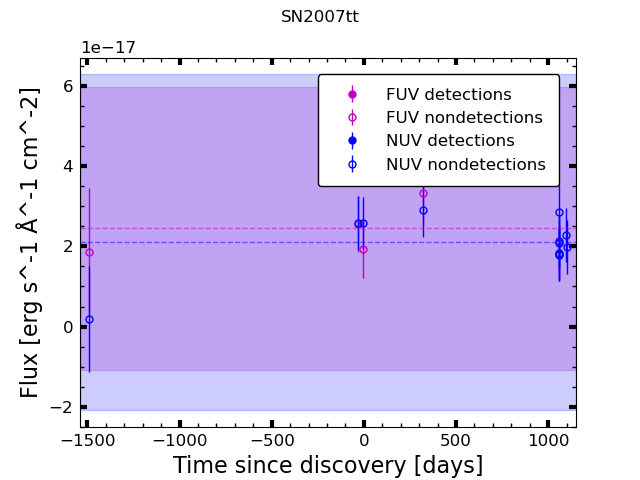 SN2007tt
1e−17
FUV detections
FUV nondetections
NUV detections
NUV nondetections
6
4
2
0
−2
Flux [erg s^-1 Å^-1 cm^-2]
−1500 −1000 −500 0 500 1000
Time since discovery [days]